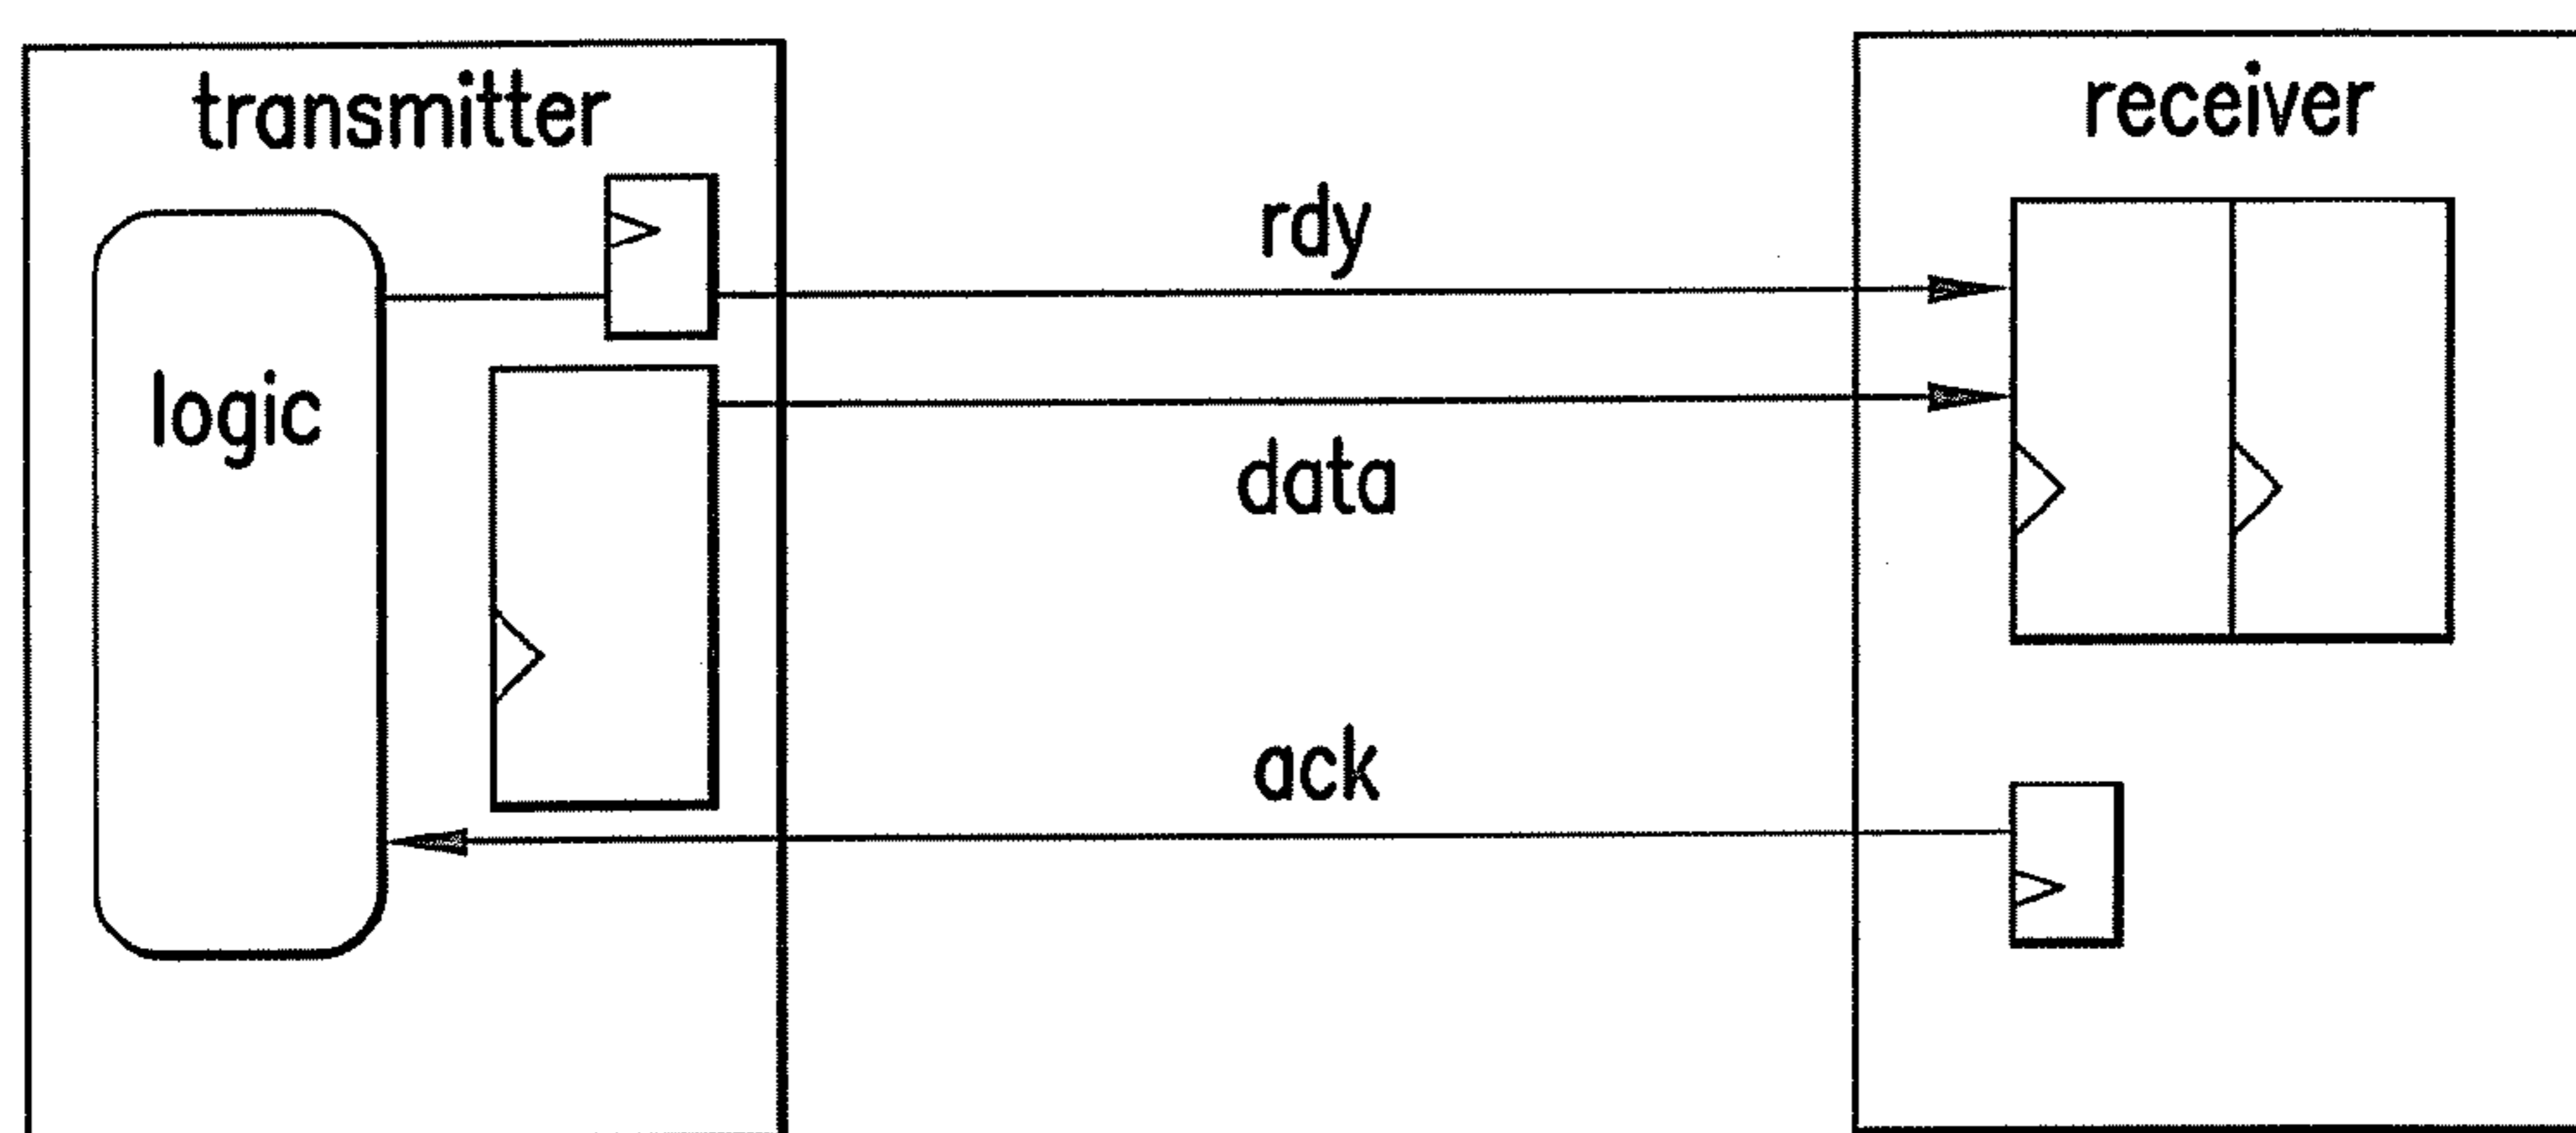 transmitter
receiver
rdy
logic
data
ack